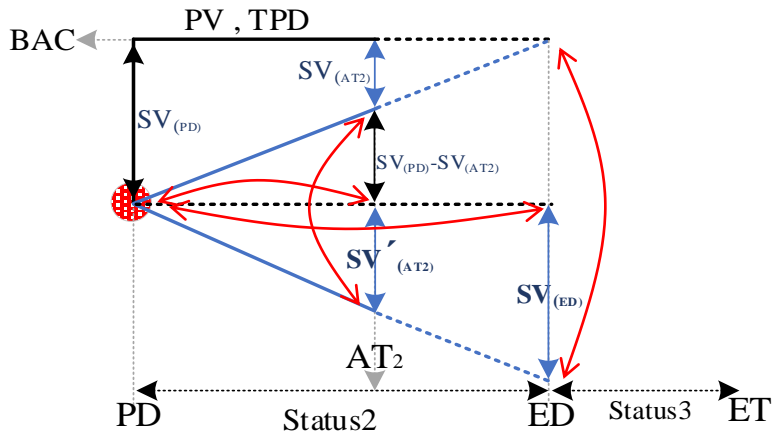 PV , TPD
BAC
SV(AT2)
SV(PD)
SV(PD)-SV(AT2)
SV´(AT2)
SV(ED)
AT2
PD
Status2
ED
Status3
ET